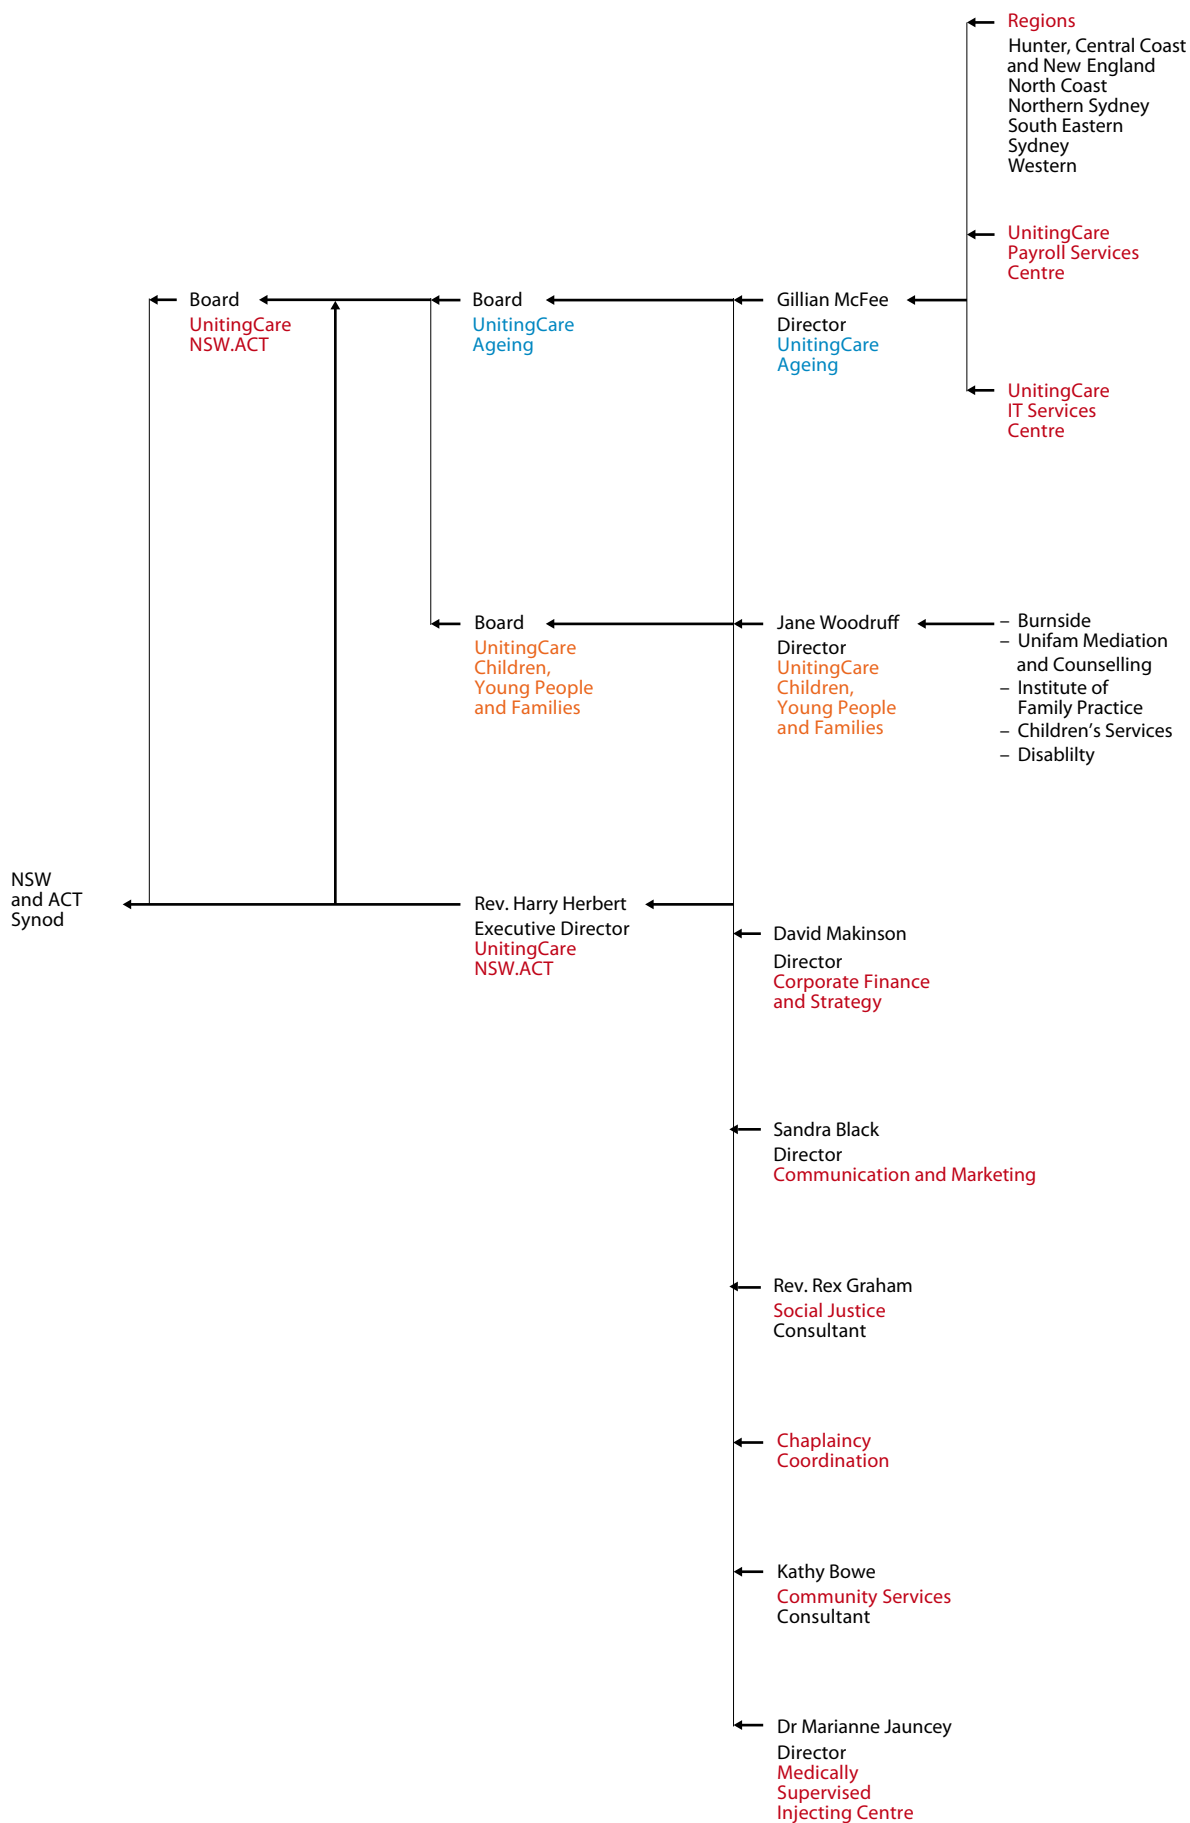 Regions
Hunter, Central Coast
and New England
North Coast
Northern Sydney
South Eastern
Sydney
Western
UnitingCare
Payroll Services
Centre
Board
UnitingCare
NSW.ACT
Board
UnitingCare
Ageing
Gillian McFee
Director
UnitingCare
Ageing
UnitingCare
IT Services
Centre
Board
UnitingCare
Children,
Young People
and Families
Jane Woodruff
Director
UnitingCare
Children,
Young People
and Families
– Burnside
– Unifam Mediation
and Counselling
– Institute of
Family Practice
– Children’s Services
– Disablilty
NSW
and ACT
Synod
Rev. Harry Herbert
Executive Director
UnitingCare
NSW.ACT
David Makinson
Director
Corporate Finance
and Strategy
Sandra Black
Director
Communication and Marketing
Rev. Rex Graham
Social Justice
Consultant
Chaplaincy
Coordination
Kathy Bowe
Community Services
Consultant
Dr Marianne Jauncey
Director
Medically
Supervised
Injecting Centre